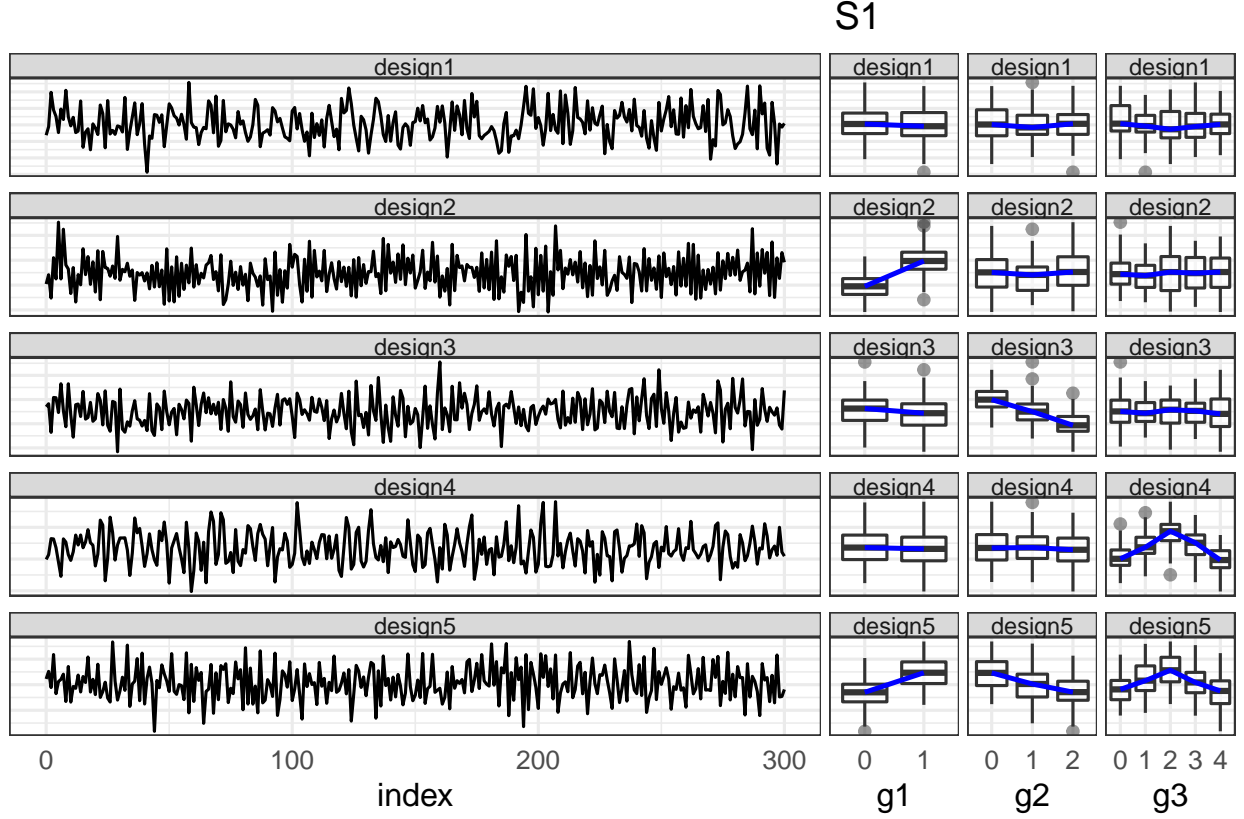 S1
design1 design1 design1 design1
design2 design2 design2 design2
design3 design3 design3 design3
design4 design4 design4 design4
design5 design5 design5 design5
0 100 200 300 0 1 0 1 2 0 1 2 3 4
index g1 g2 g3